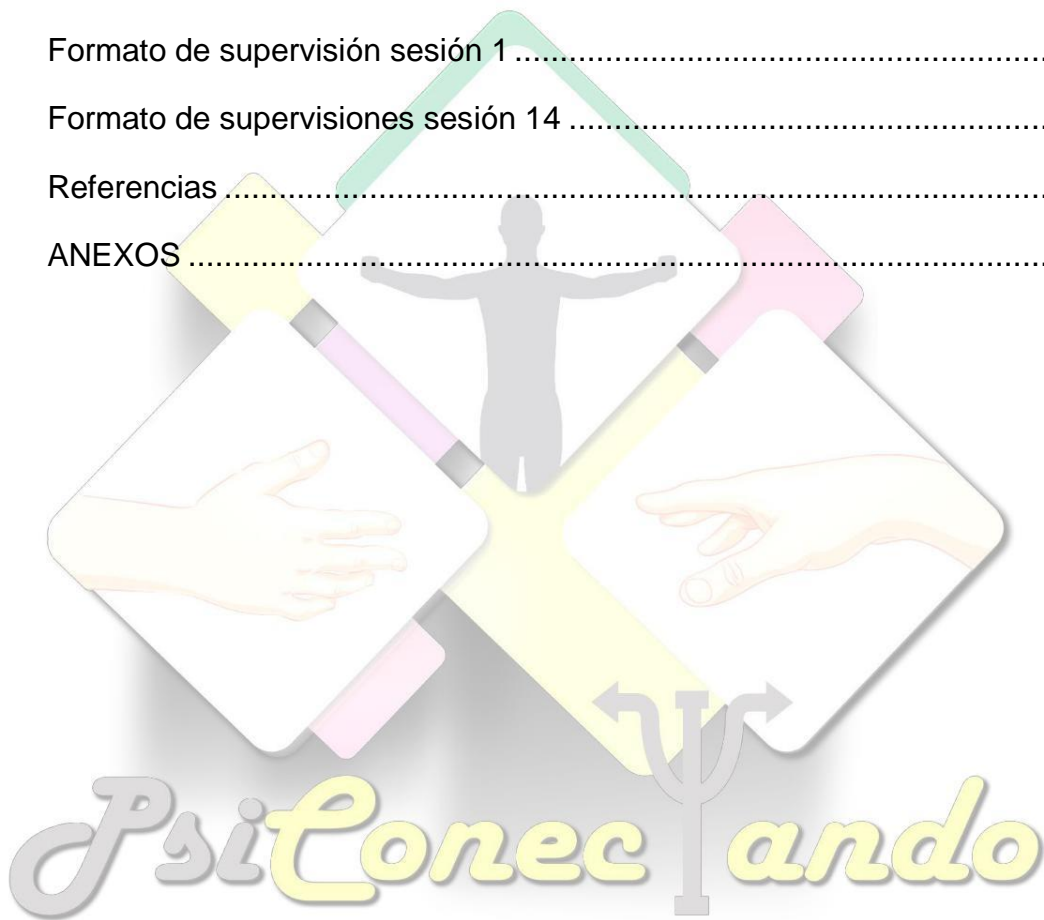 Formato de supervisión sesión 1 ....................................................................
Formato de supervisiones sesión 14 ..............................................................
Referencias .....................................................................................................
ANEXOS .........................................................................................................
PsiConecΨando